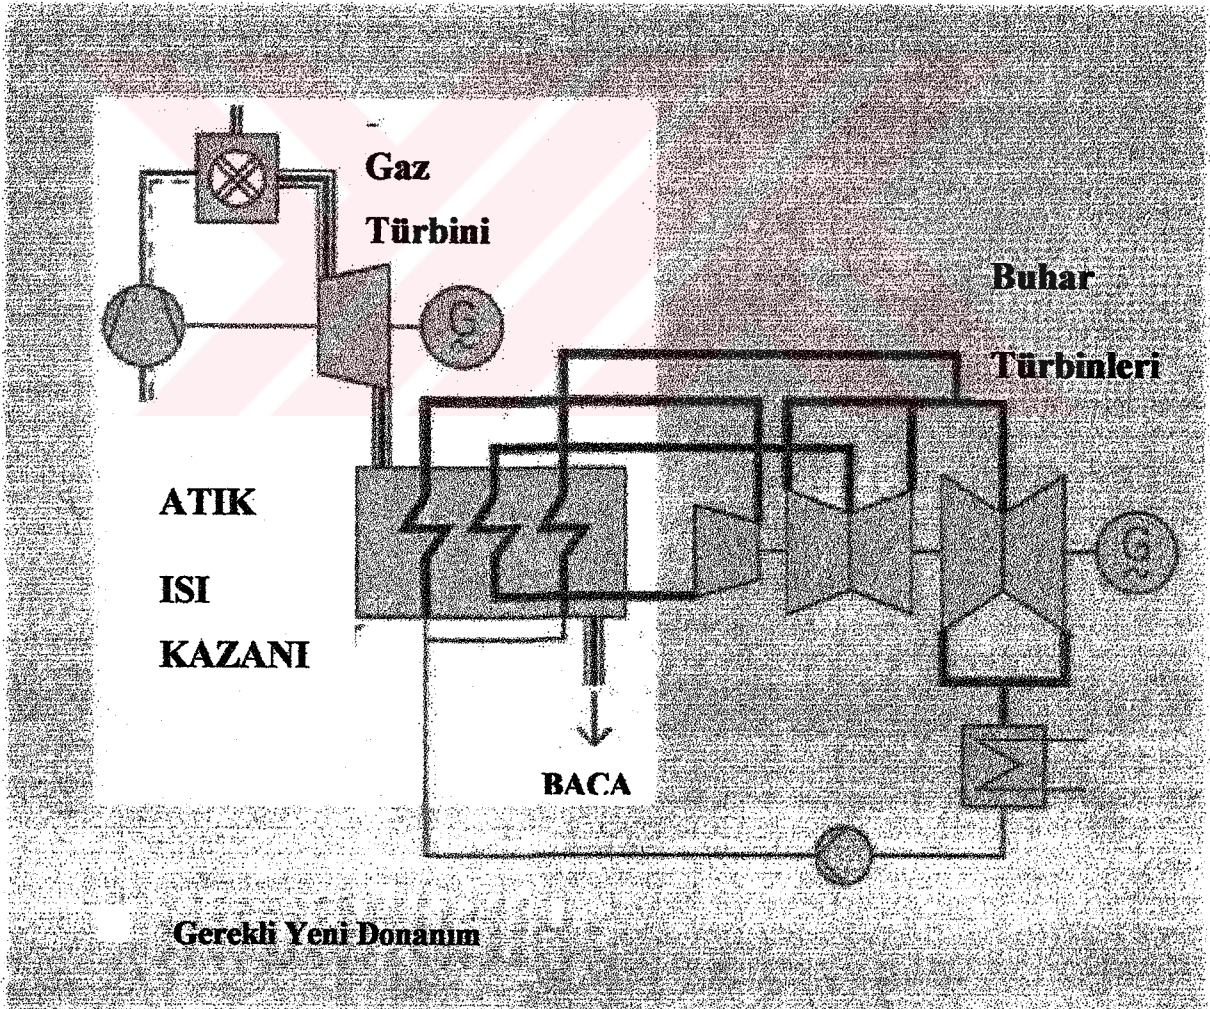 Gaz
Türbini
G
Buhar
Türbinleri
ATIK
ISI
KAZANI
G
BACA
Gerekli Yeni Donanım